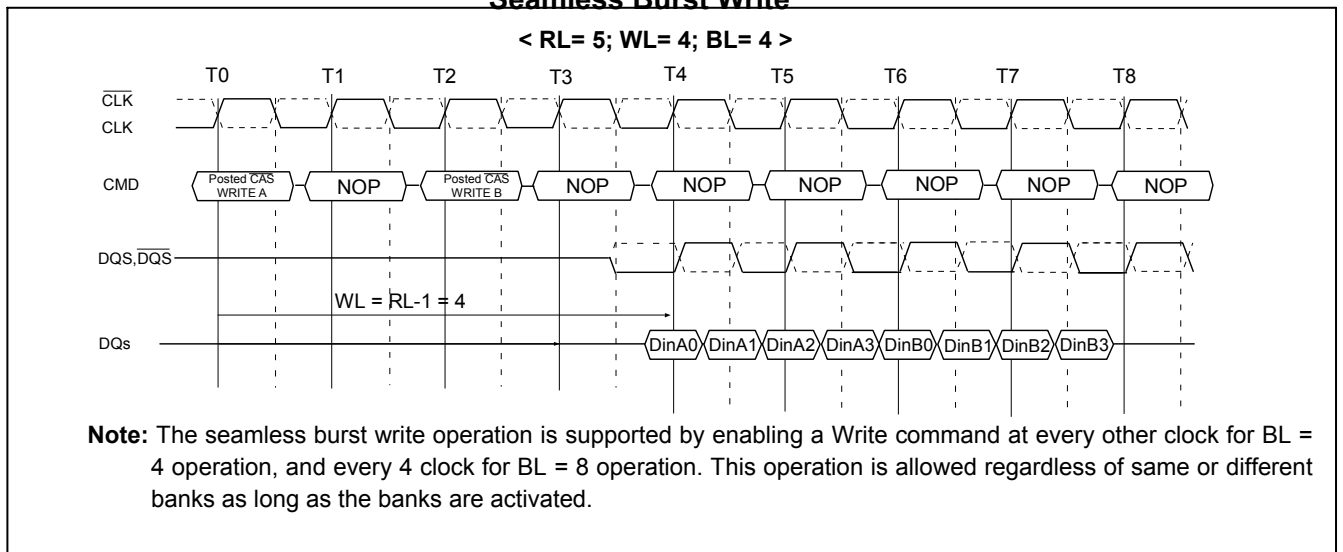 Seamless Burst Write
< RL= 5; WL= 4; BL= 4 >
T0 T1 T2 T3 T4 T5 T6 T7 T8
CLK
CLK
CMD
Posted CAS
WRITE A
NOP
Posted CAS
WRITE B
NOP
NOP
NOP
NOP
NOP
NOP
DQS,DQS
WL = RL-1 = 4
DQs
DinA0 DinA1 DinA2 DinA3 DinB0 DinB1 DinB2 DinB3
Note: The seamless burst write operation is supported by enabling a Write command at every other clock for BL =
4 operation, and every 4 clock for BL = 8 operation. This operation is allowed regardless of same or different
banks as long as the banks are activated.